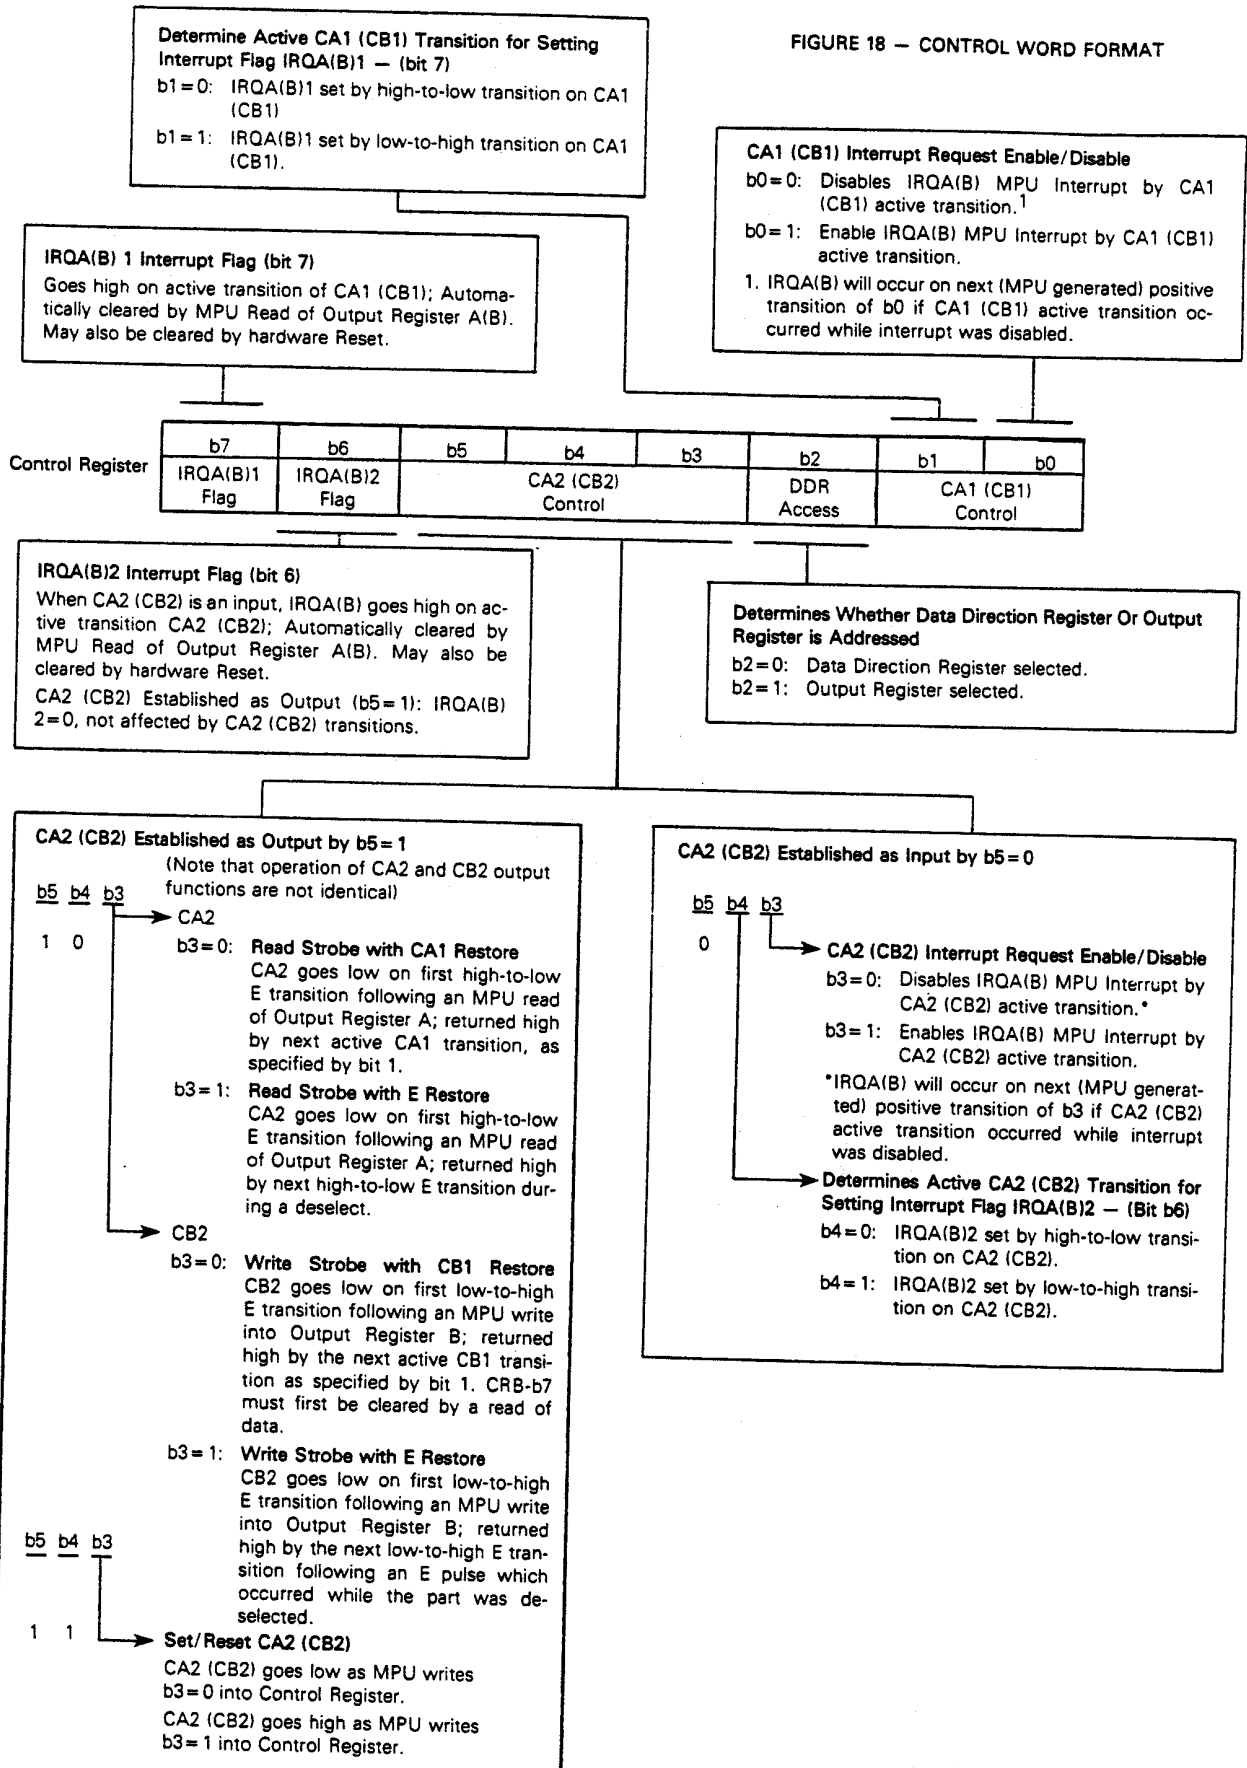 FIGURE 18 — CONTROL WORD FORMAT
Determine Active CA1 (CB1) Transition for Setting
Interrupt Flag IRQA(B)1 — (bit 7)
b1=0: IRQA(B)1 set by high-to-low transition on CA1
(CB1)
b1=1: IRQA(B)1 set by low-to-high transition on CA1
(CB1).
CA1 (CB1) Interrupt Request Enable/Disable
b0=0: Disables IRQA(B) MPU Interrupt by CA1
(CB1) active transition.1
b0=1: Enable IRQA(B) MPU Interrupt by CA1 (CB1)
active transition.
1. IRQA(B) will occur on next (MPU generated) positive
transition of b0 if CA1 (CB1) active transition oc-
curred while interrupt was disabled.
IRQA(B) 1 Interrupt Flag (bit 7)
Goes high on active transition of CA1 (CB1); Automa-
tically cleared by MPU Read of Output Register A(B).
May also be cleared by hardware Reset.
Control Register
b7 b6 b5 b4 b3 b2 b1 b0
IRQA(B)1 IRQA(B)2 CA2 (CB2) DDR CA1 (CB1)
Flag Flag Control Access Control
IRQA(B)2 Interrupt Flag (bit 6)
When CA2 (CB2) is an input, IRQA(B) goes high on ac-
tive transition CA2 (CB2); Automatically cleared by
MPU Read of Output Register A(B). May also be
cleared by hardware Reset.
CA2 (CB2) Established as Output (b5=1): IRQA(B)
2=0, not affected by CA2 (CB2) transitions.
Determines Whether Data Direction Register Or Output
Register is Addressed
b2=0: Data Direction Register selected.
b2=1: Output Register selected.
CA2 (CB2) Established as Output by b5=1
(Note that operation of CA2 and CB2 output
functions are not identical)
b5 b4 b3
CA2
1 0
b3=0: Read Strobe with CA1 Restore
CA2 goes low on first high-to-low
E transition following an MPU read
of Output Register A; returned high
by next active CA1 transition, as
specified by bit 1.
b3=1: Read Strobe with E Restore
CA2 goes low on first high-to-low
E transition following an MPU read
of Output Register A; returned high
by next high-to-low E transition dur-
ing a deselect.
CB2
b3=0: Write Strobe with CB1 Restore
CB2 goes low on first low-to-high
E transition following an MPU write
into Output Register B; returned
high by the next active CB1 transi-
tion as specified by bit 1. CRB-b7
must first be cleared by a read of
data.
b3=1: Write Strobe with E Restore
CB2 goes low on first low-to-high
E transition following an MPU write
into Output Register B; returned
high by the next low-to-high E tran-
sition following an E pulse which
occurred while the part was de-
selected.
b5 b4 b3
1 1
Set/Reset CA2 (CB2)
CA2 (CB2) goes low as MPU writes
b3=0 into Control Register.
CA2 (CB2) goes high as MPU writes
b3=1 into Control Register.
CA2 (CB2) Established as Input by b5=0
b5 b4 b3
0
CA2 (CB2) Interrupt Request Enable/Disable
b3=0: Disables IRQA(B) MPU Interrupt by
CA2 (CB2) active transition.*
b3=1: Enables IRQA(B) MPU Interrupt by
CA2 (CB2) active transition.
*IRQA(B) will occur on next (MPU generat-
ted) positive transition of b3 if CA2 (CB2)
active transition occurred while interrupt
was disabled.
Determines Active CA2 (CB2) Transition for
Setting Interrupt Flag IRQA(B)2 — (Bit b6)
b4=0: IRQA(B)2 set by high-to-low transi-
tion on CA2 (CB2).
b4=1: IRQA(B)2 set by low-to-high transi-
tion on CA2 (CB2).